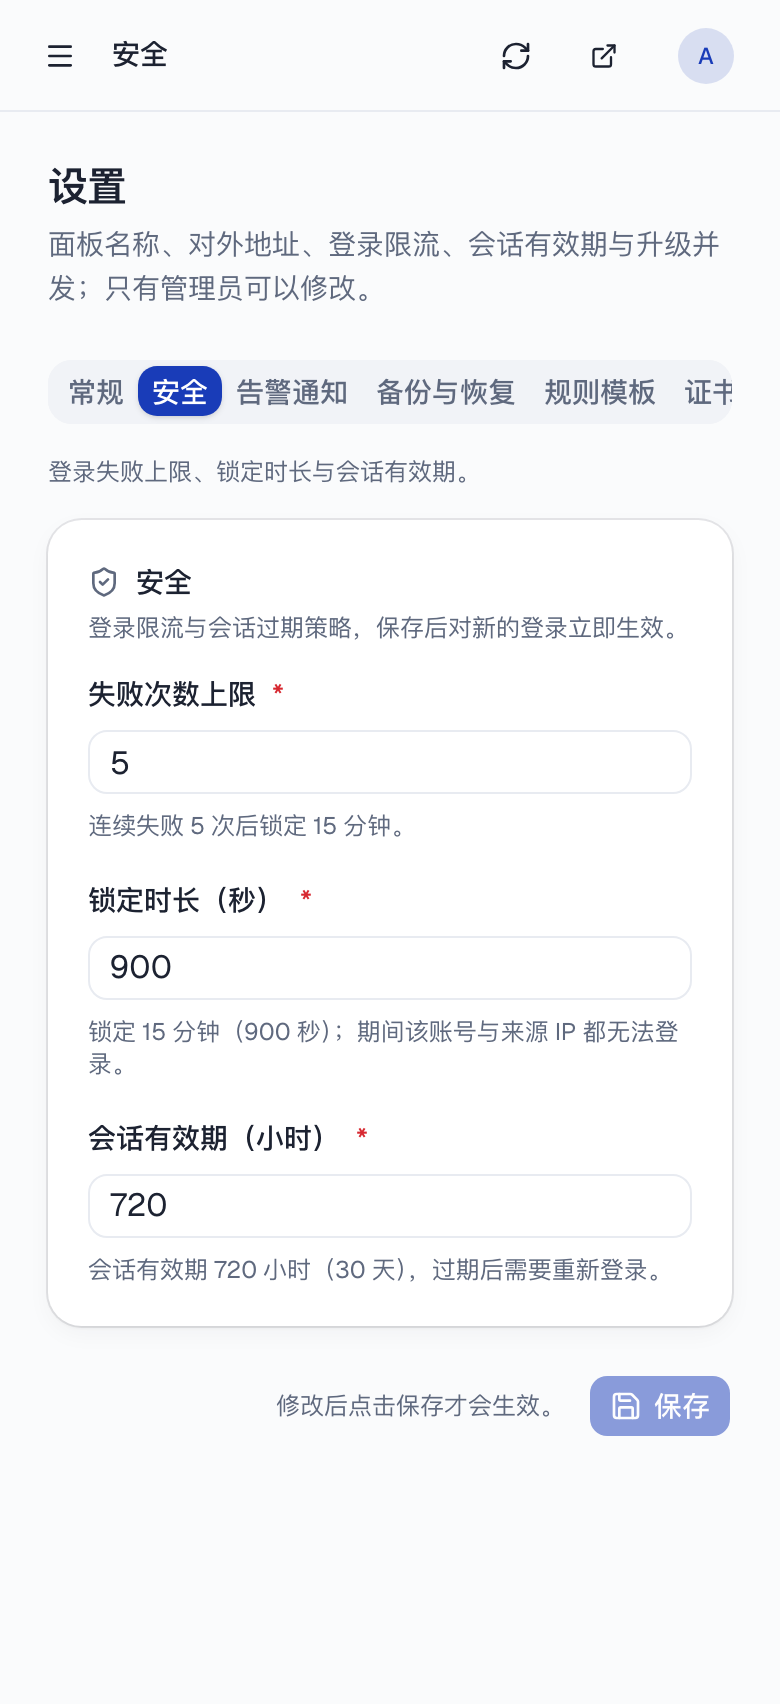 安全
A
设置
面板名称、对外地址、登录限流、会话有效期与升级并
发；只有管理员可以修改。
常规 安全 告警通知 备份与恢复 规则模板 证书
登录失败上限、锁定时长与会话有效期。
安全
登录限流与会话过期策略，保存后对新的登录立即生效。
失败次数上限 *
5
连续失败 5 次后锁定 15 分钟。
锁定时长（秒） *
900
锁定 15 分钟（900 秒）；期间该账号与来源 IP 都无法登
录。
会话有效期（小时） *
720
会话有效期 720 小时（30 天），过期后需要重新登录。
修改后点击保存才会生效。 保存